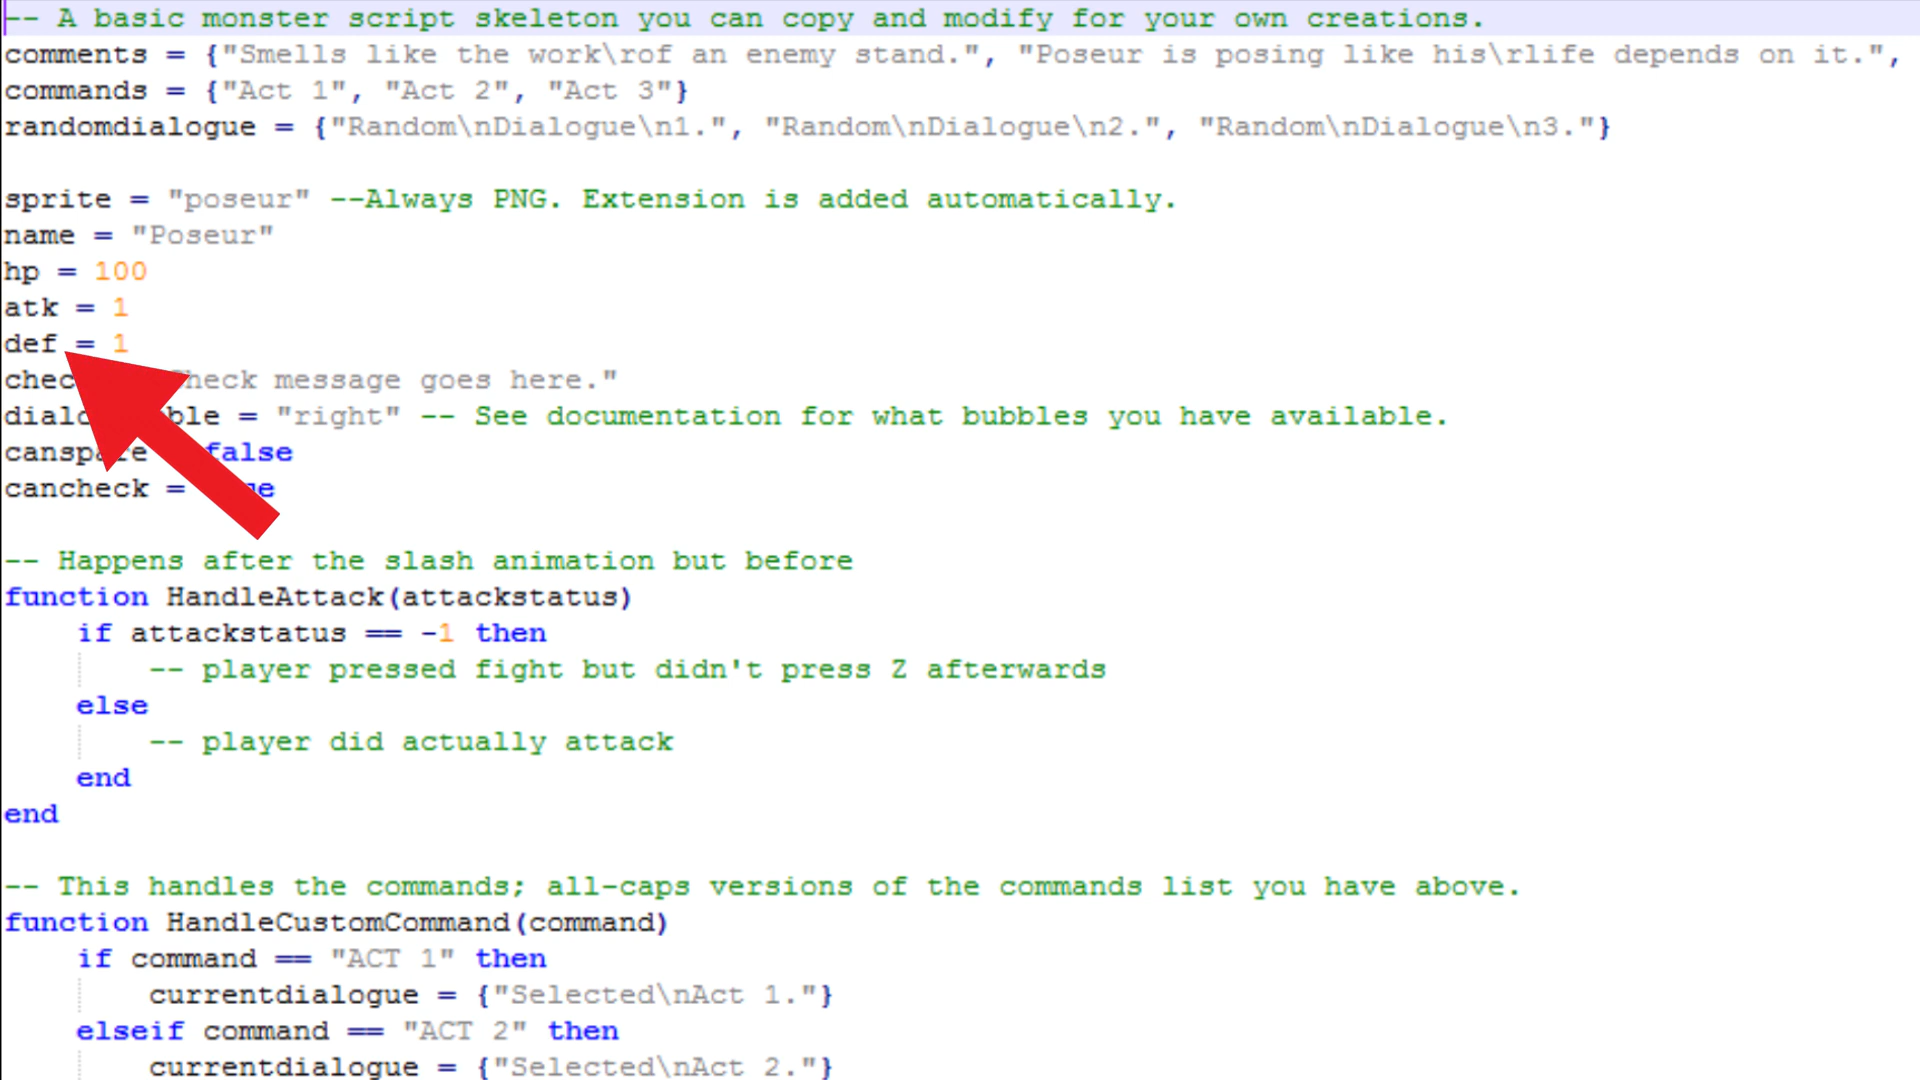 -- A basic monster script skeleton you can copy and modify for your own creations.
comments = {"Smells like the work\rof an enemy stand.", "Poseur is posing like his\rlife depends on it.",
commands = {"Act 1", "Act 2", "Act 3"}
randomdialogue = {"Random\nDialogue\n1.", "Random\nDialogue\n2.", "Random\nDialogue\n3."}
sprite = "poseur" --Always PNG. Extension is added automatically.
name = "Poseur"
hp = 100
atk = 1
def = 1
message goes here."
= "right" -- See documentation for what bubbles you have available.
false
cancheck =
-- Happens after the slash animation but before
function HandleAttack(attackstatus)
if attackstatus == -1 then
-- player pressed fight but didn't press Z afterwards
else
-- player did actually attack
end
end
-- This handles the commands; all-caps versions of the commands list you have above.
function HandleCustomCommand(command)
if command == "ACT 1" then
currentdialogue = {"Selected\nAct 1."}
elseif command == "ACT 2" then
currentdialogue = {"Selected\nAct 2."}